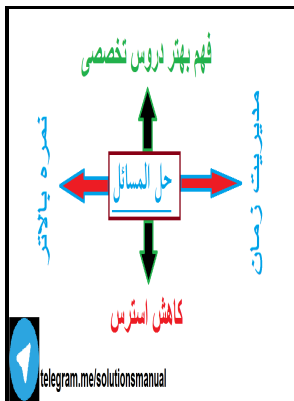 فهم بهتر دروس تخصصی
مدیریت زمان
حل المسائل
نمره بالاتر
کاهش استرس
telegram.me/solutionsmanual